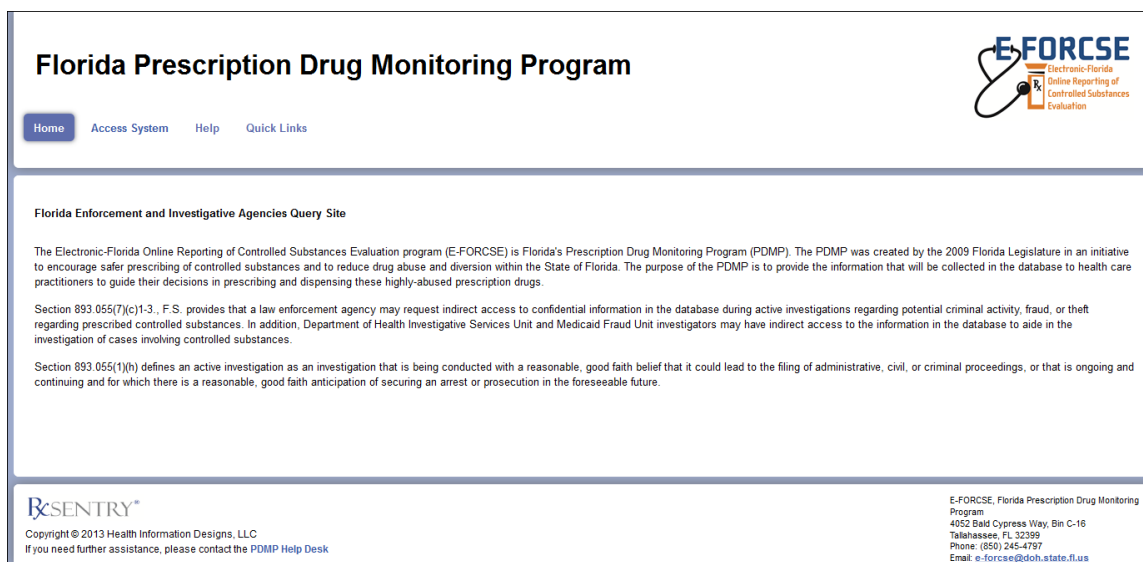 Florida Prescription Drug Monitoring Program
E-FORCSE
Electronic-Florida
Online Reporting of
Controlled Substances
Evaluation
Rx
Home Access System Help Quick Links
Florida Enforcement and Investigative Agencies Query Site
The Electronic-Florida Online Reporting of Controlled Substances Evaluation program (E-FORCSE) is Florida's Prescription Drug Monitoring Program (PDMP). The PDMP was created by the 2009 Florida Legislature in an initiative
to encourage safer prescribing of controlled substances and to reduce drug abuse and diversion within the State of Florida. The purpose of the PDMP is to provide the information that will be collected in the database to health care
practitioners to guide their decisions in prescribing and dispensing these highly-abused prescription drugs.
Section 893.055(7)(c)1-3., F.S. provides that a law enforcement agency may request indirect access to confidential information in the database during active investigations regarding potential criminal activity, fraud, or theft
regarding prescribed controlled substances. In addition, Department of Health Investigative Services Unit and Medicaid Fraud Unit investigators may have indirect access to the information in the database to aide in the
investigation of cases involving controlled substances.
Section 893.055(1)(h) defines an active investigation as an investigation that is being conducted with a reasonable, good faith belief that it could lead to the filing of administrative, civil, or criminal proceedings, or that is ongoing and
continuing and for which there is a reasonable, good faith anticipation of securing an arrest or prosecution in the foreseeable future.
RxSENTRY®
Copyright © 2013 Health Information Designs, LLC
If you need further assistance, please contact the PDMP Help Desk
E-FORCSE, Florida Prescription Drug Monitoring
Program
4052 Bald Cypress Way, Bin C-16
Tallahassee, FL 32399
Phone: (850) 245-4797
Email: e-forcse@doh.state.fl.us